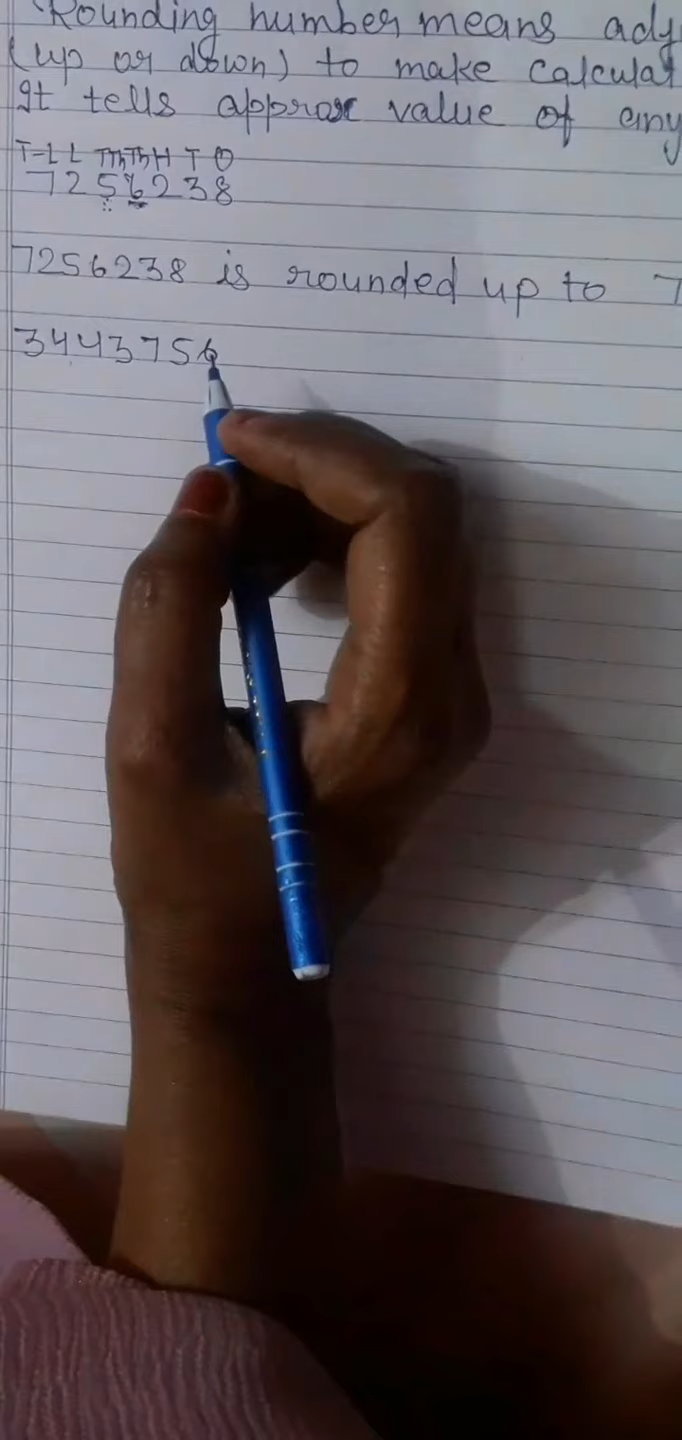 Rounding number means ady
(up or down) to make calculat
It tells approx value of any
T-L L TTh Th H T O
7256238
7256238 is rounded up to 7
3443756